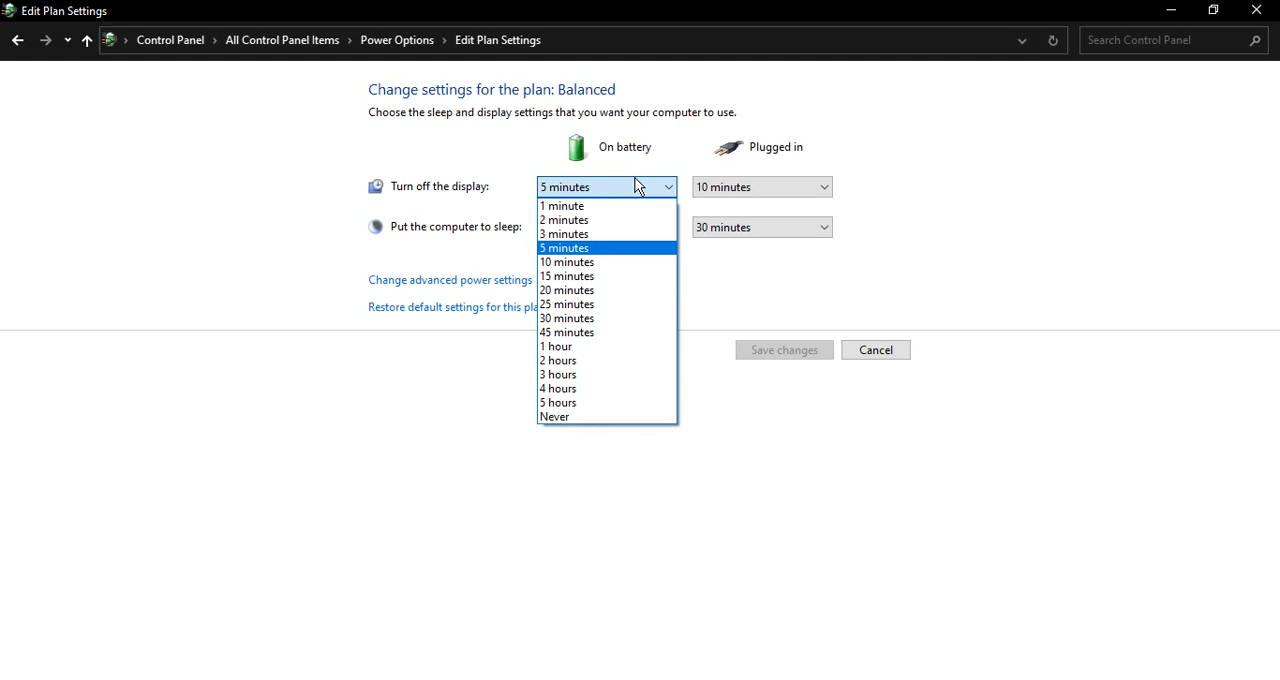 Edit Plan Settings
Control Panel > All Control Panel Items > Power Options > Edit Plan Settings
Search Control Panel
Change settings for the plan: Balanced
Choose the sleep and display settings that you want your computer to use.
On battery Plugged in
Turn off the display: 5 minutes 10 minutes
1 minute
2 minutes
Put the computer to sleep: 30 minutes
3 minutes
5 minutes
10 minutes
15 minutes
Change advanced power settings
20 minutes
25 minutes
Restore default settings for this pla
30 minutes
45 minutes
1 hour
Save changes Cancel
2 hours
3 hours
4 hours
5 hours
Never